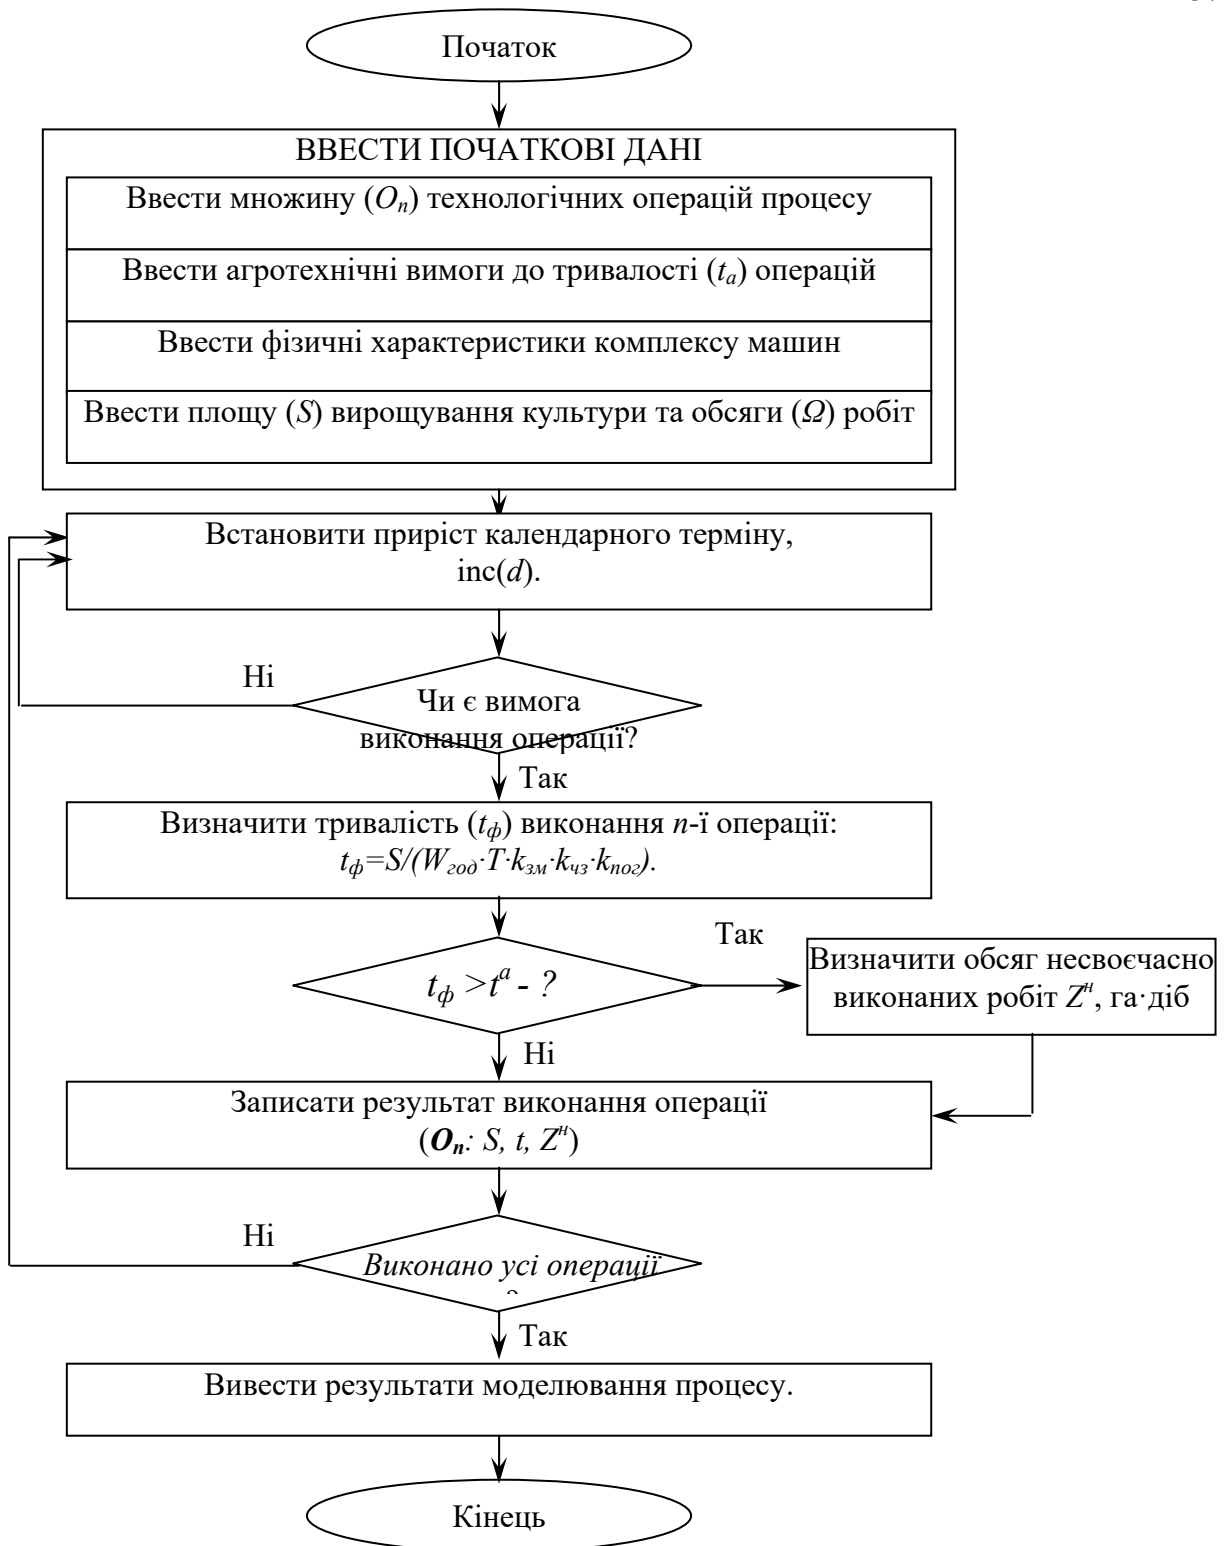 Початок
ВВЕСТИ ПОЧАТКОВІ ДАНІ
Ввести множину (On) технологічних операцій процесу
Ввести агротехнічні вимоги до тривалості (ta) операцій
Ввести фізичні характеристики комплексу машин
Ввести площу (S) вирощування культури та обсяги (Ω) робіт
Встановити приріст календарного терміну,
inc(d).
Ні
Чи є вимога
виконання операції?
Так
Визначити тривалість (tф) виконання n-ї операції:
tф=S/(Wгод·T·kзм·kчз·kпог).
Так
tф >tа - ?
Визначити обсяг несвоєчасно
виконаних робіт Zн, га·діб
Ні
Записати результат виконання операції
(On: S, t, Zн)
Ні
Виконано усі операції
Так
Вивести результати моделювання процесу.
Кінець